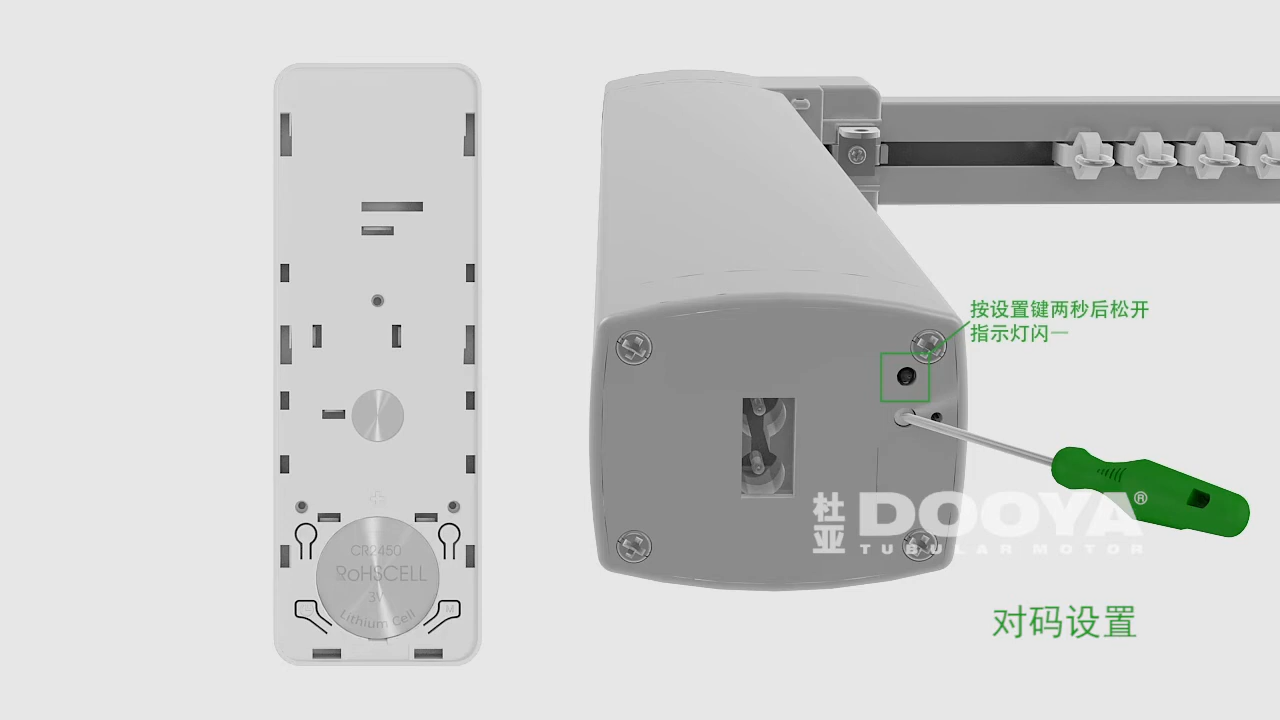 按设置键两秒后松开
指示灯闪一
杜亚 DOOYA®
TUBULAR MOTOR
CR2450
RoHSCELL
3V
Lithium Cell
M
对码设置